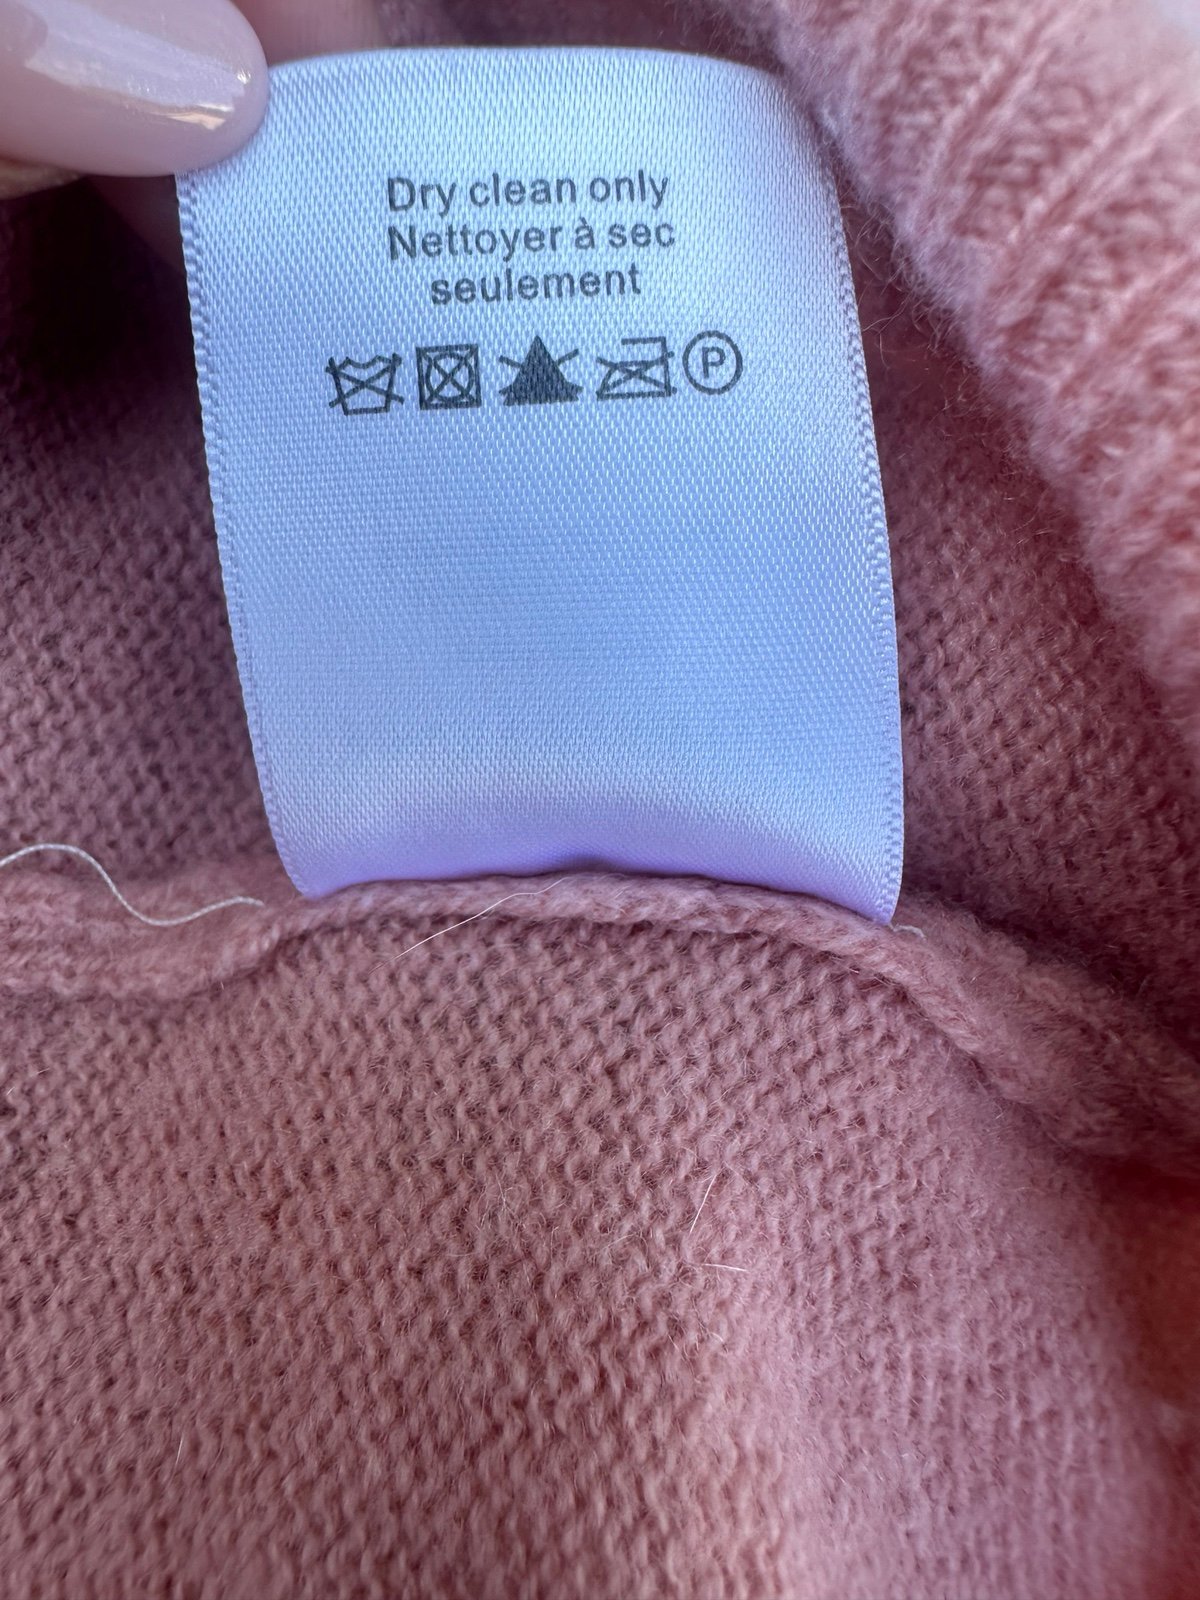 Dry clean only
Nettoyer à sec
seulement
P